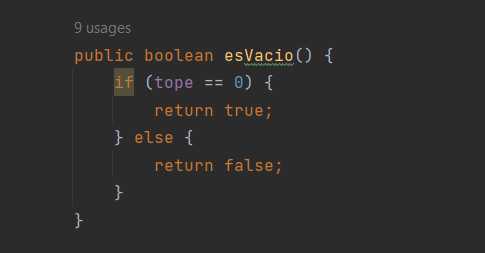 9 usages
public boolean esVacio() {
if (tope == 0) {
return true;
} else {
return false;
}
}